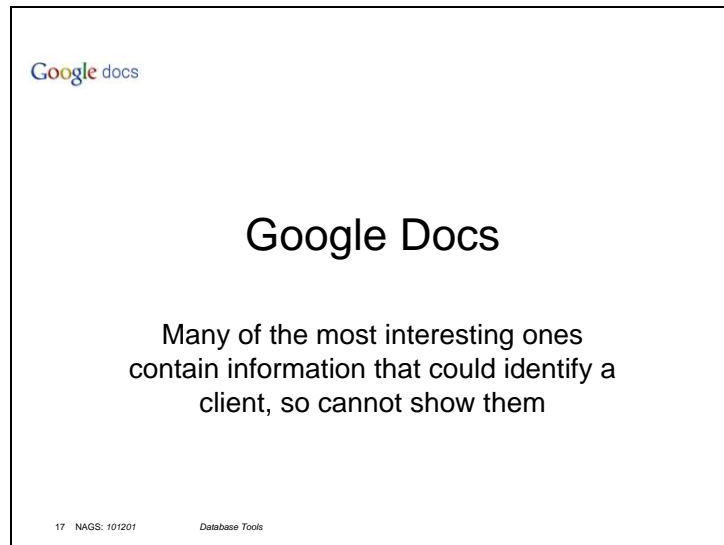 Google docs
Google Docs
Many of the most interesting ones
contain information that could identify a
client, so cannot show them
17 NAGS: 101201 Database Tools